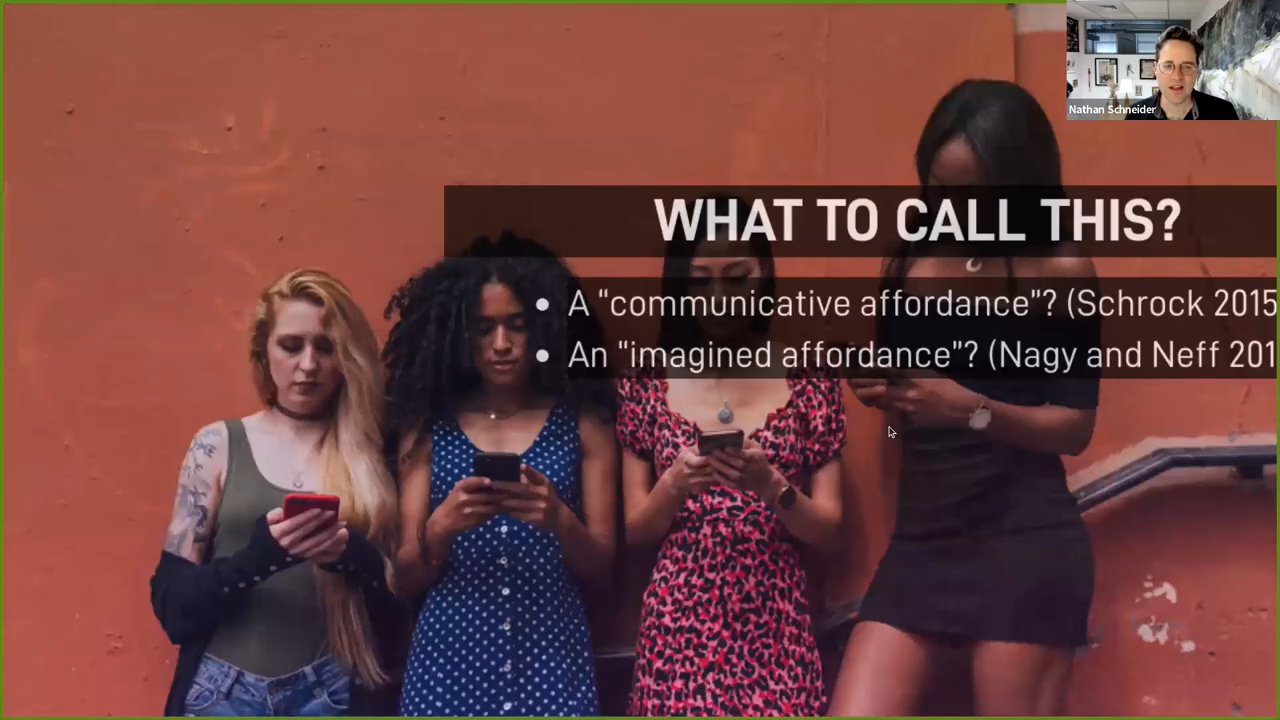 Nathan Schneider
WHAT TO CALL THIS?
• A “communicative affordance”? (Schrock 2015
• An “imagined affordance”? (Nagy and Neff 201